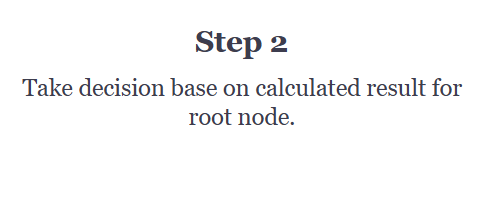 Step 2
Take decision base on calculated result for
root node.